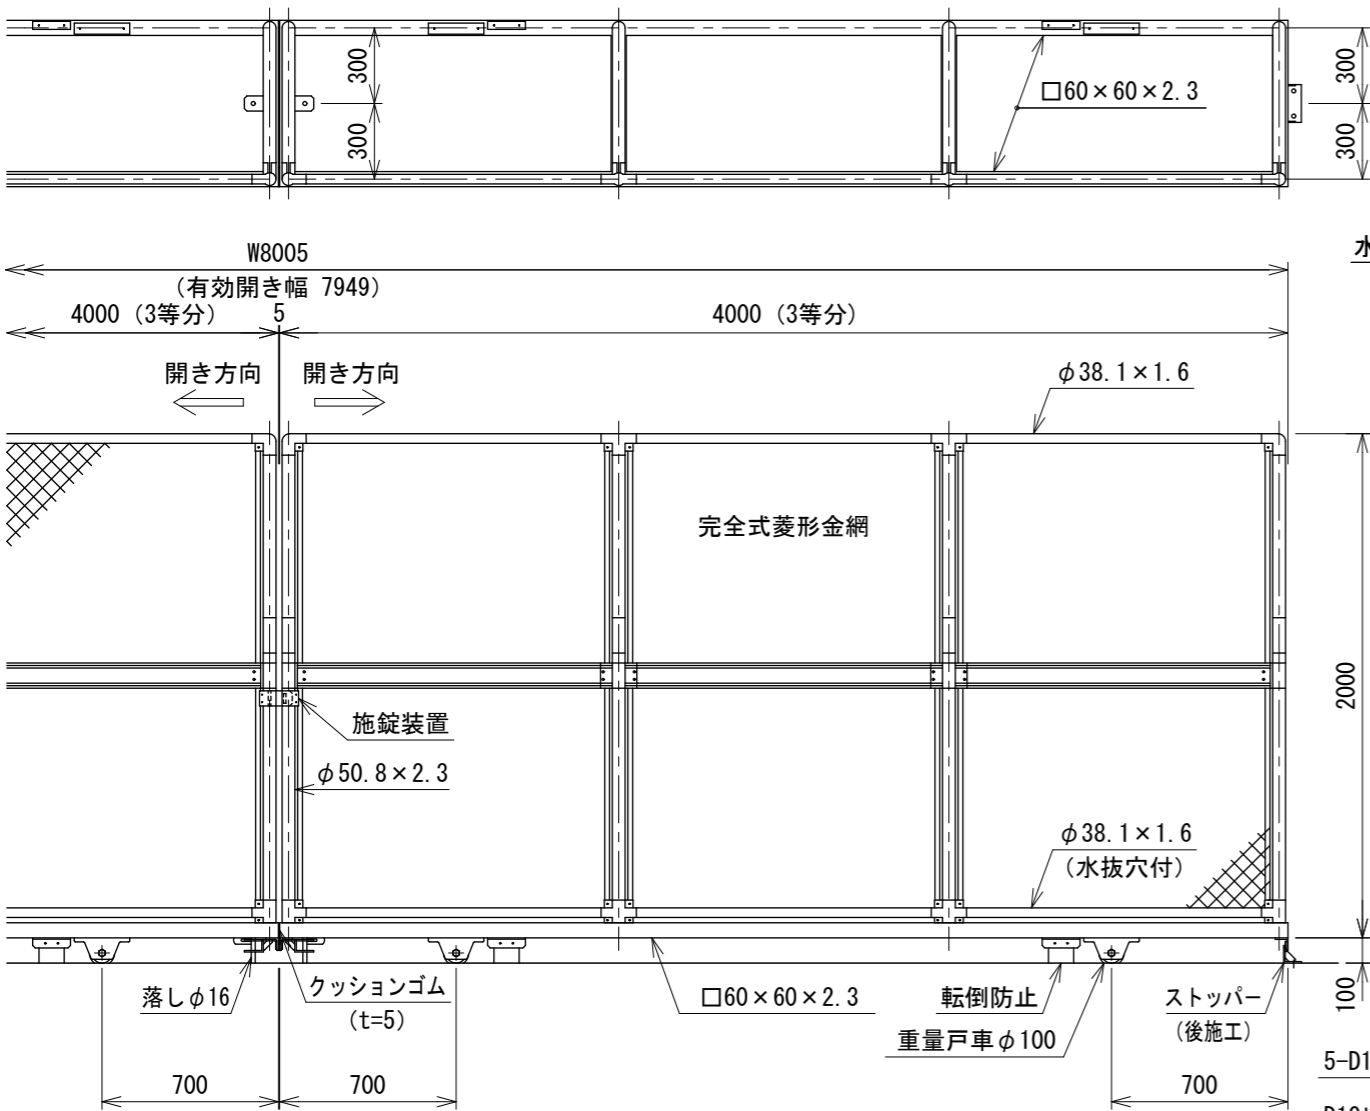 300
300
□60×60×2.3
300
300
W8005
(有効開き幅 7949)
4000 (3等分)
5
4000 (3等分)
水
開き方向
開き方向
φ38.1×1.6
完全式菱形金網
2000
施錠装置
φ50.8×2.3
φ38.1×1.6
(水抜穴付)
落しφ16
クッションゴム
(t=5)
□60×60×2.3
転倒防止
重量戸車φ100
ストッパー
(後施工)
100
700
700
700
5-D1